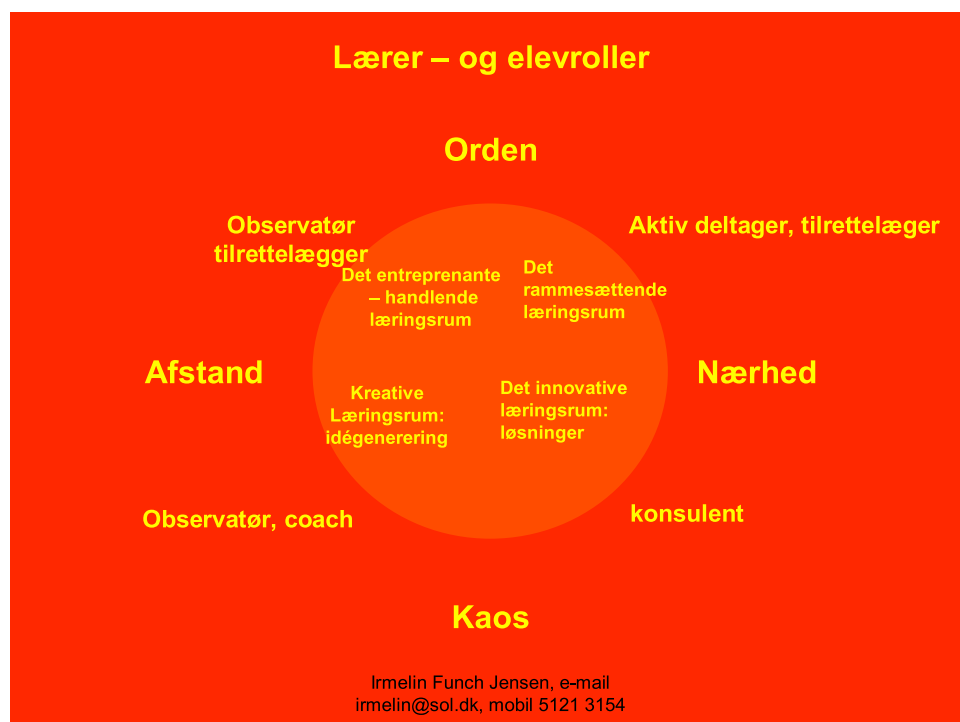 Lærer – og elevroller
Orden
Observatør
tilrettelægger
Aktiv deltager, tilrettelæger
Det entreprenante
– handlende
læringsrum
Det
rammesættende
læringsrum
Afstand
Nærhed
Kreative
Læringsrum:
idégenerering
Det innovative
læringsrum:
løsninger
Observatør, coach
konsulent
Kaos
Irmelin Funch Jensen, e-mail
irmelin@sol.dk, mobil 5121 3154